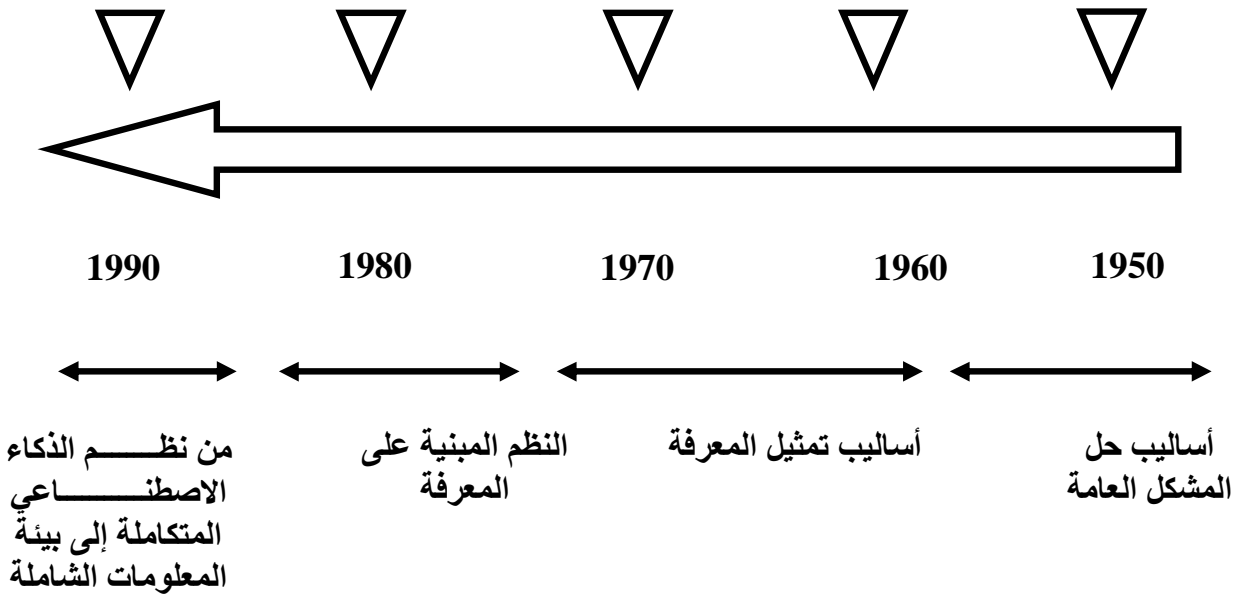 1950 1960 1970 1980 1990
أساليب حل
المشكل العامة
أساليب تمثيل المعرفة
النظم المبنية على
المعرفة
من نظم الذكاء
الاصطناعي
المتكاملة إلى بيئة
المعلومات الشاملة